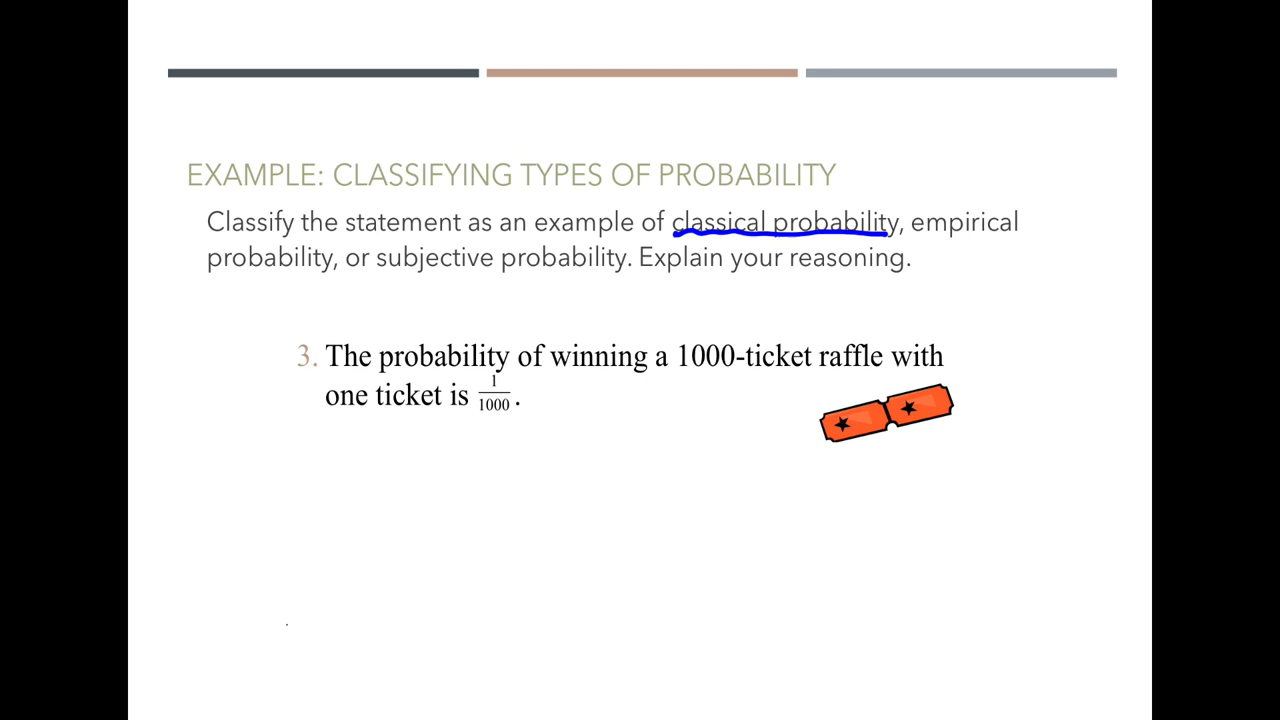 EXAMPLE: CLASSIFYING TYPES OF PROBABILITY
Classify the statement as an example of classical probability, empirical
probability, or subjective probability. Explain your reasoning.
3. The probability of winning a 1000-ticket raffle with
one ticket is 1/1000.
.